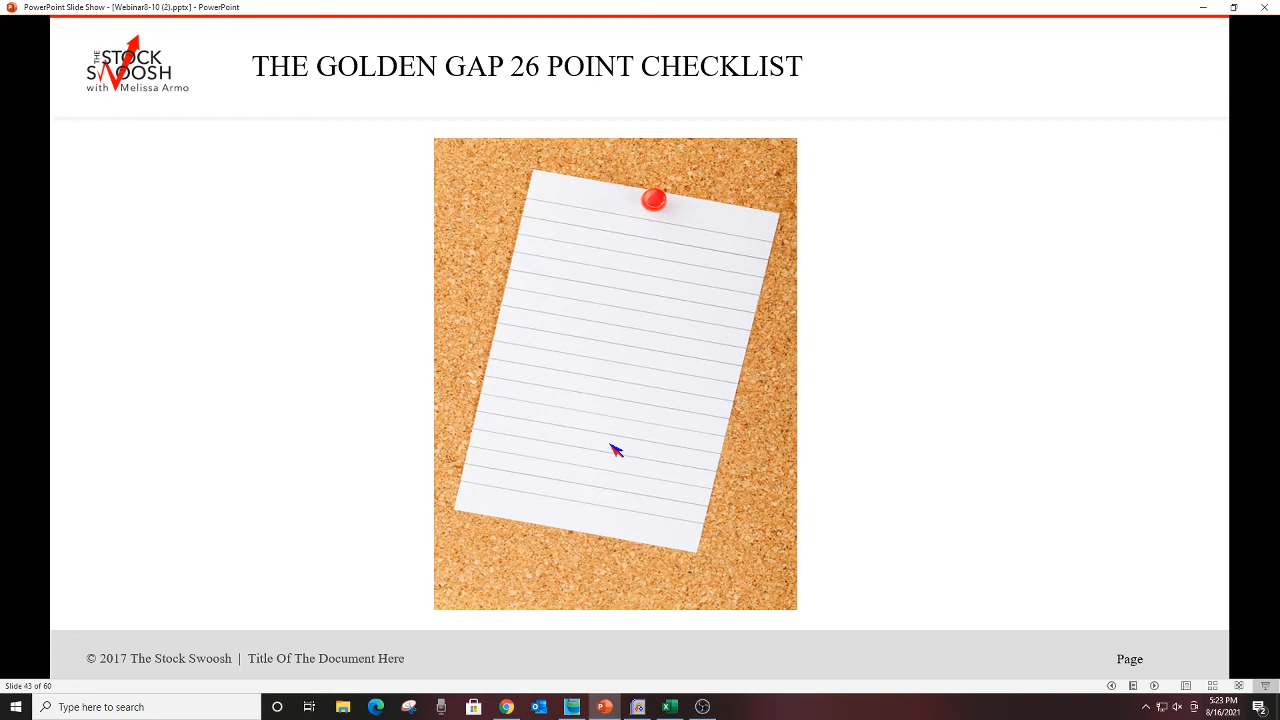 PowerPoint Slide Show - [Webinar8-10 (2).pptx] - PowerPoint
THE
STOCK
SWOOSH
with Melissa Armo
THE GOLDEN GAP 26 POINT CHECKLIST
© 2017 The Stock Swoosh | Title Of The Document Here
Page
Slide 43 of 60
Type here to search
5:23 PM
8/16/2021
2